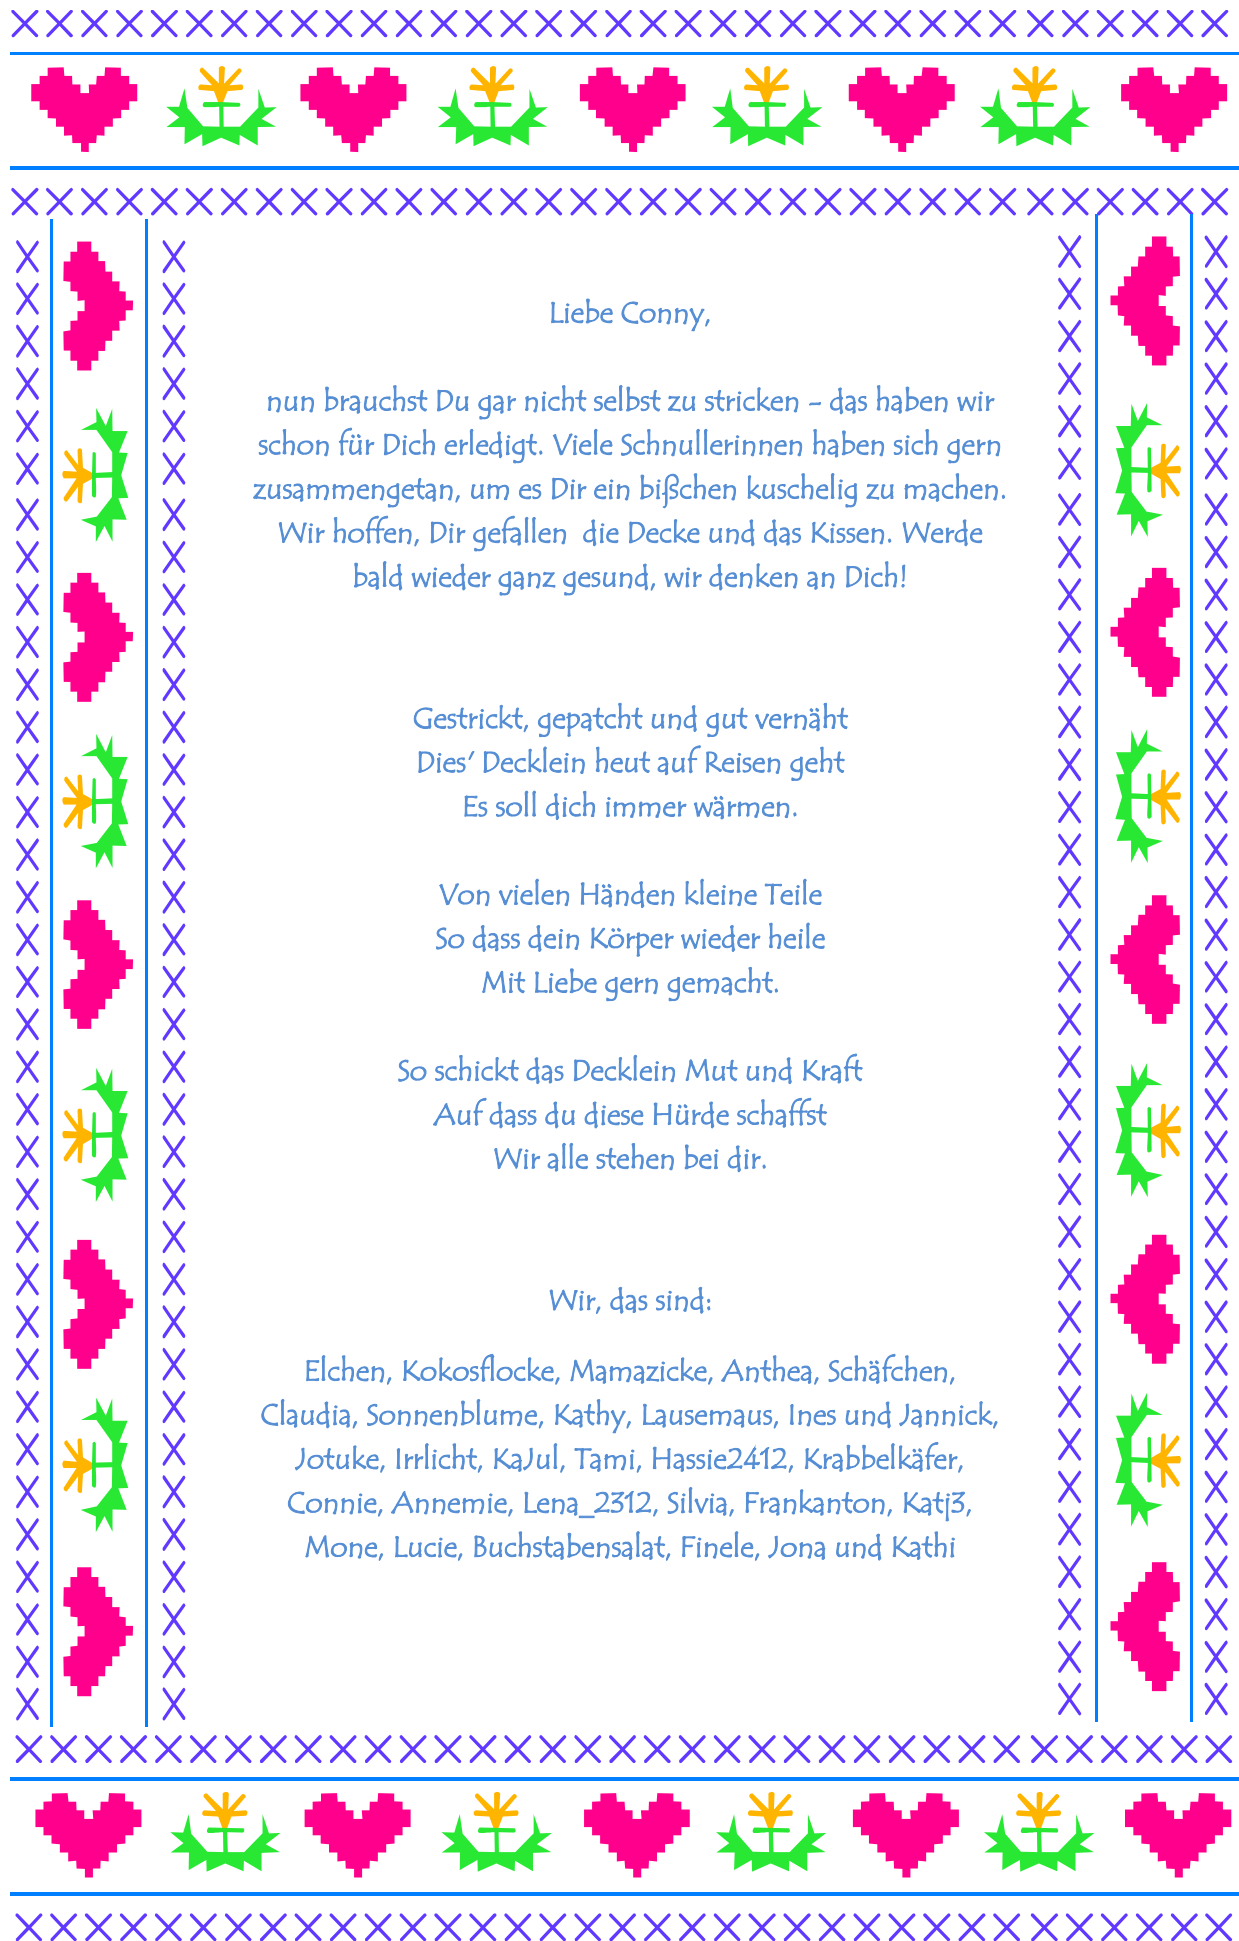 Liebe Conny,
nun brauchst Du gar nicht selbst zu stricken - das haben wir
schon für Dich erledigt. Viele Schnullerinnen haben sich gern
zusammengetan, um es Dir ein bißchen kuschelig zu machen.
Wir hoffen, Dir gefallen  die Decke und das Kissen. Werde
bald wieder ganz gesund, wir denken an Dich!
Gestrickt, gepatcht und gut vernäht
Dies' Decklein heut auf Reisen geht
Es soll dich immer wärmen.
Von vielen Händen kleine Teile
So dass dein Körper wieder heile
Mit Liebe gern gemacht.
So schickt das Decklein Mut und Kraft
Auf dass du diese Hürde schaffst
Wir alle stehen bei dir.
Wir, das sind:
Elchen, Kokosflocke, Mamazicke, Anthea, Schäfchen,
Claudia, Sonnenblume, Kathy, Lausemaus, Ines und Jannick,
Jotuke, Irrlicht, KaJul, Tami, Hassie2412, Krabbelkäfer,
Connie, Annemie, Lena_2312, Silvia, Frankanton, Katj3,
Mone, Lucie, Buchstabensalat, Finele, Jona und Kathi